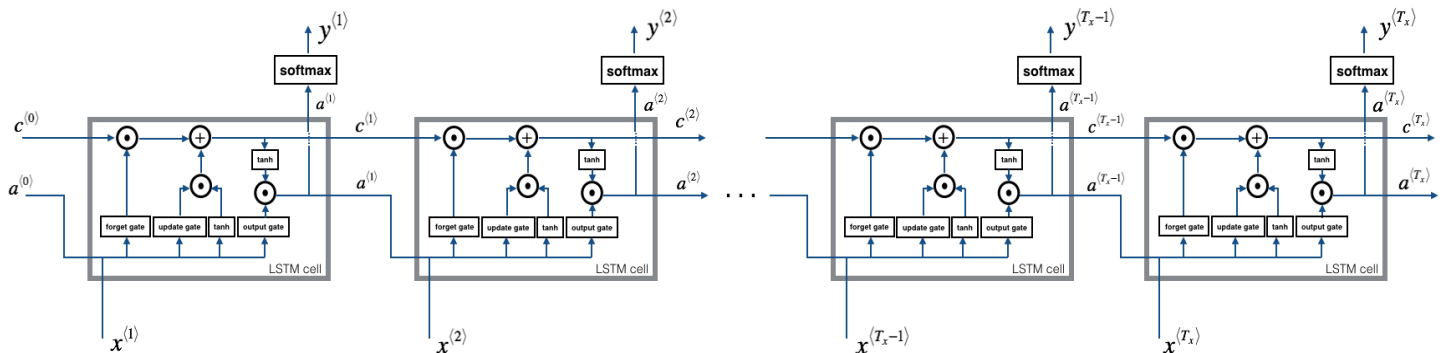 y⟨1⟩ y⟨2⟩ y⟨Tx−1⟩ y⟨Tx⟩
softmax softmax softmax softmax
a⟨1⟩ a⟨2⟩ a⟨Tx−1⟩ a⟨Tx⟩
c⟨0⟩ c⟨1⟩ c⟨2⟩ c⟨Tx−1⟩ c⟨Tx⟩
+ + + +
tanh tanh tanh tanh
a⟨0⟩ a⟨1⟩ a⟨2⟩ ... a⟨Tx−1⟩ a⟨Tx⟩
forget gate update gate tanh output gate forget gate update gate tanh output gate forget gate update gate tanh output gate forget gate update gate tanh output gate
LSTM cell LSTM cell LSTM cell LSTM cell
x⟨1⟩ x⟨2⟩ x⟨Tx−1⟩ x⟨Tx⟩